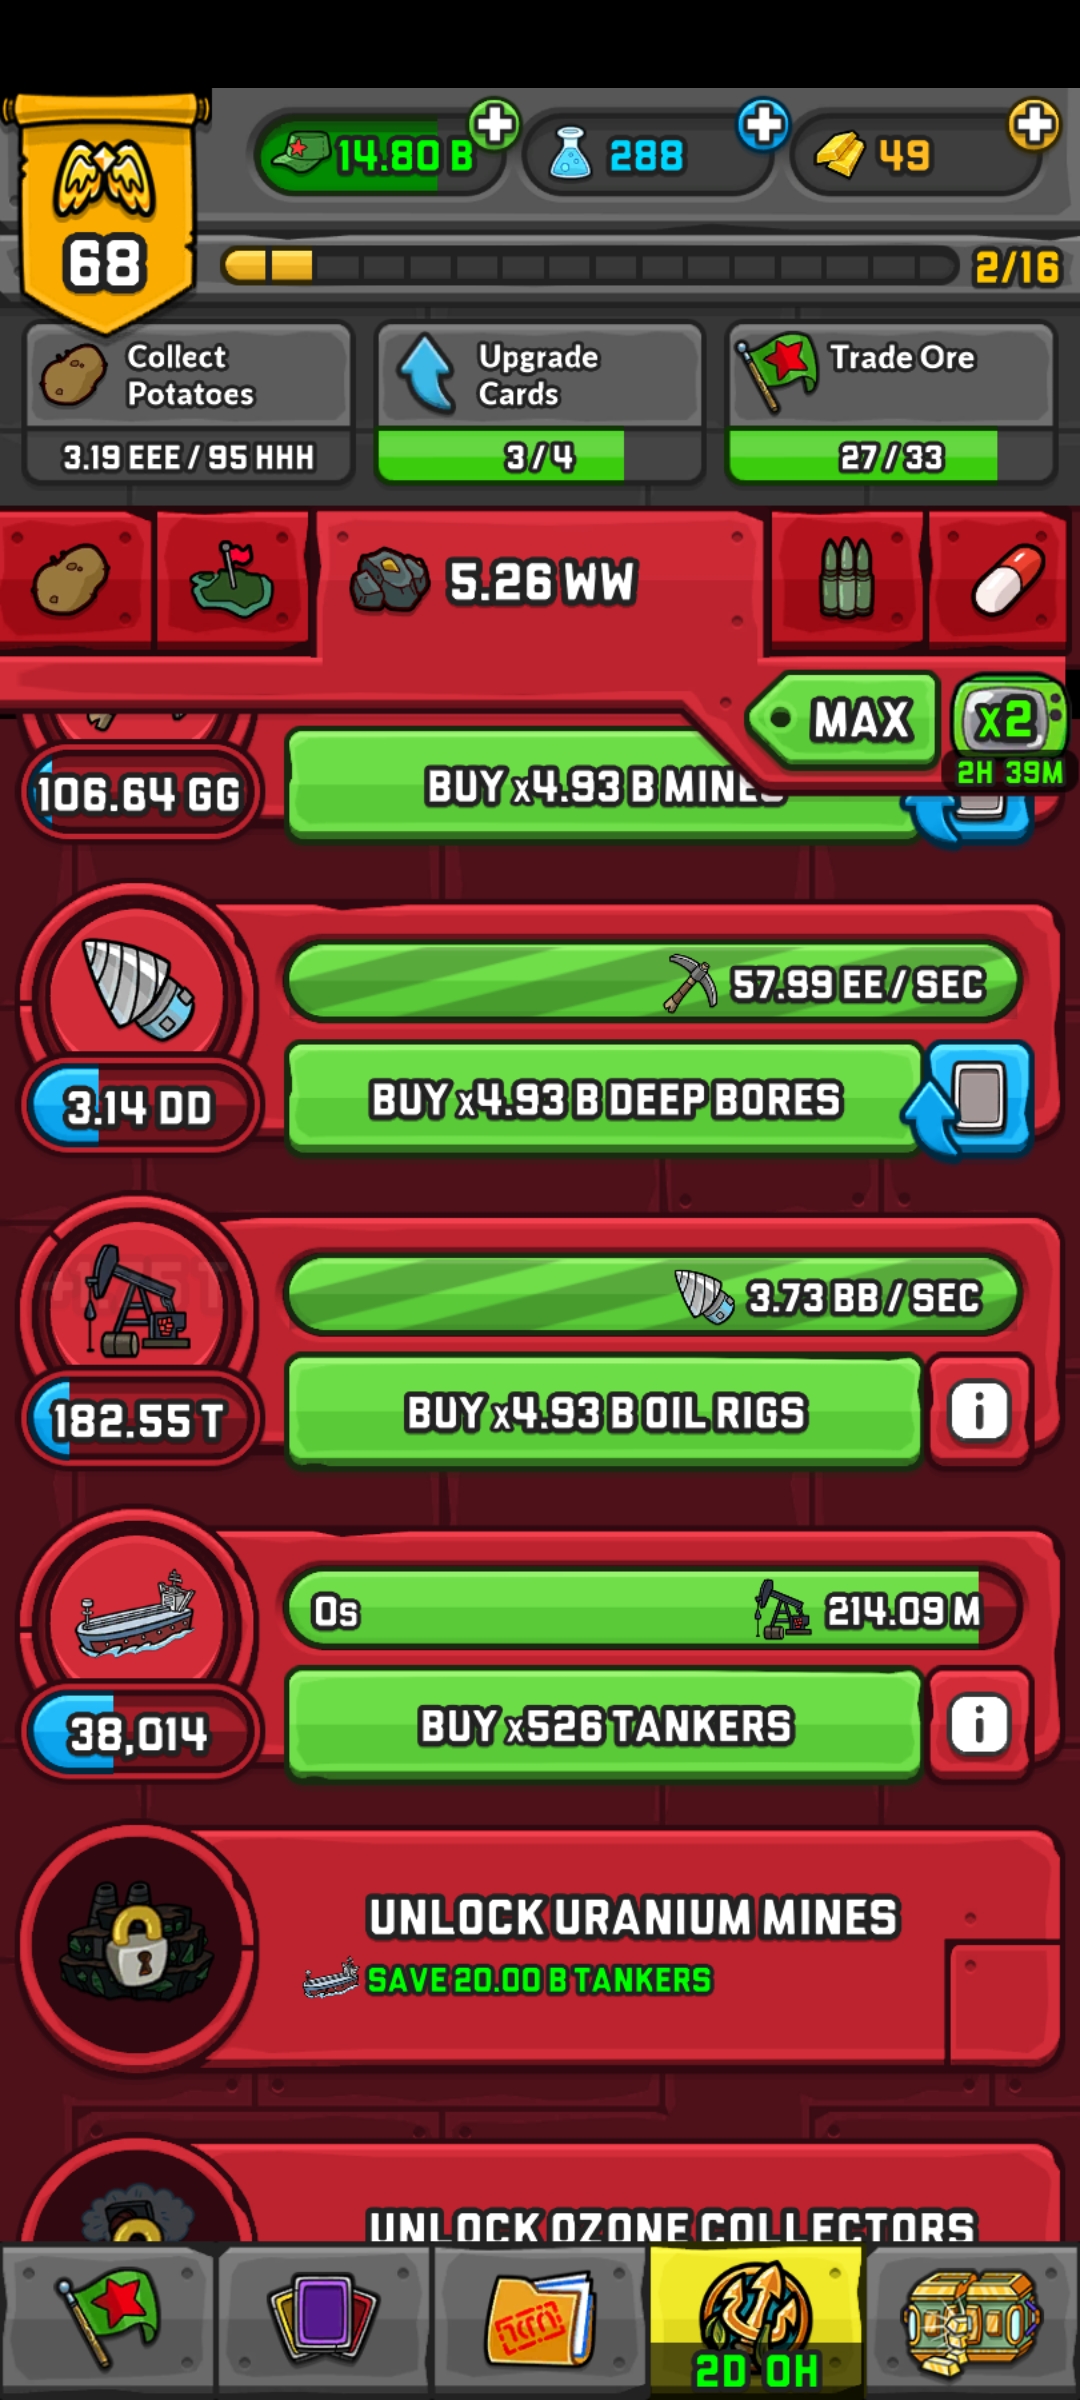 14.80 B
288
49
68
2/16
Collect
Potatoes
3.19 EEE / 95 HHH
Upgrade
Cards
3 / 4
Trade Ore
27 / 33
5.26 WW
MAX
x2
2H 39M
106.64 GG
BUY x4.93 B MINES
57.99 EE / SEC
3.14 DD
BUY x4.93 B DEEP BORES
3.73 BB / SEC
182.55 T
BUY x4.93 B OIL RIGS
i
0s
214.09 M
38,014
BUY x526 TANKERS
i
UNLOCK URANIUM MINES
SAVE 20.00 B TANKERS
UNLOCK OZONE COLLECTORS
2D 0H